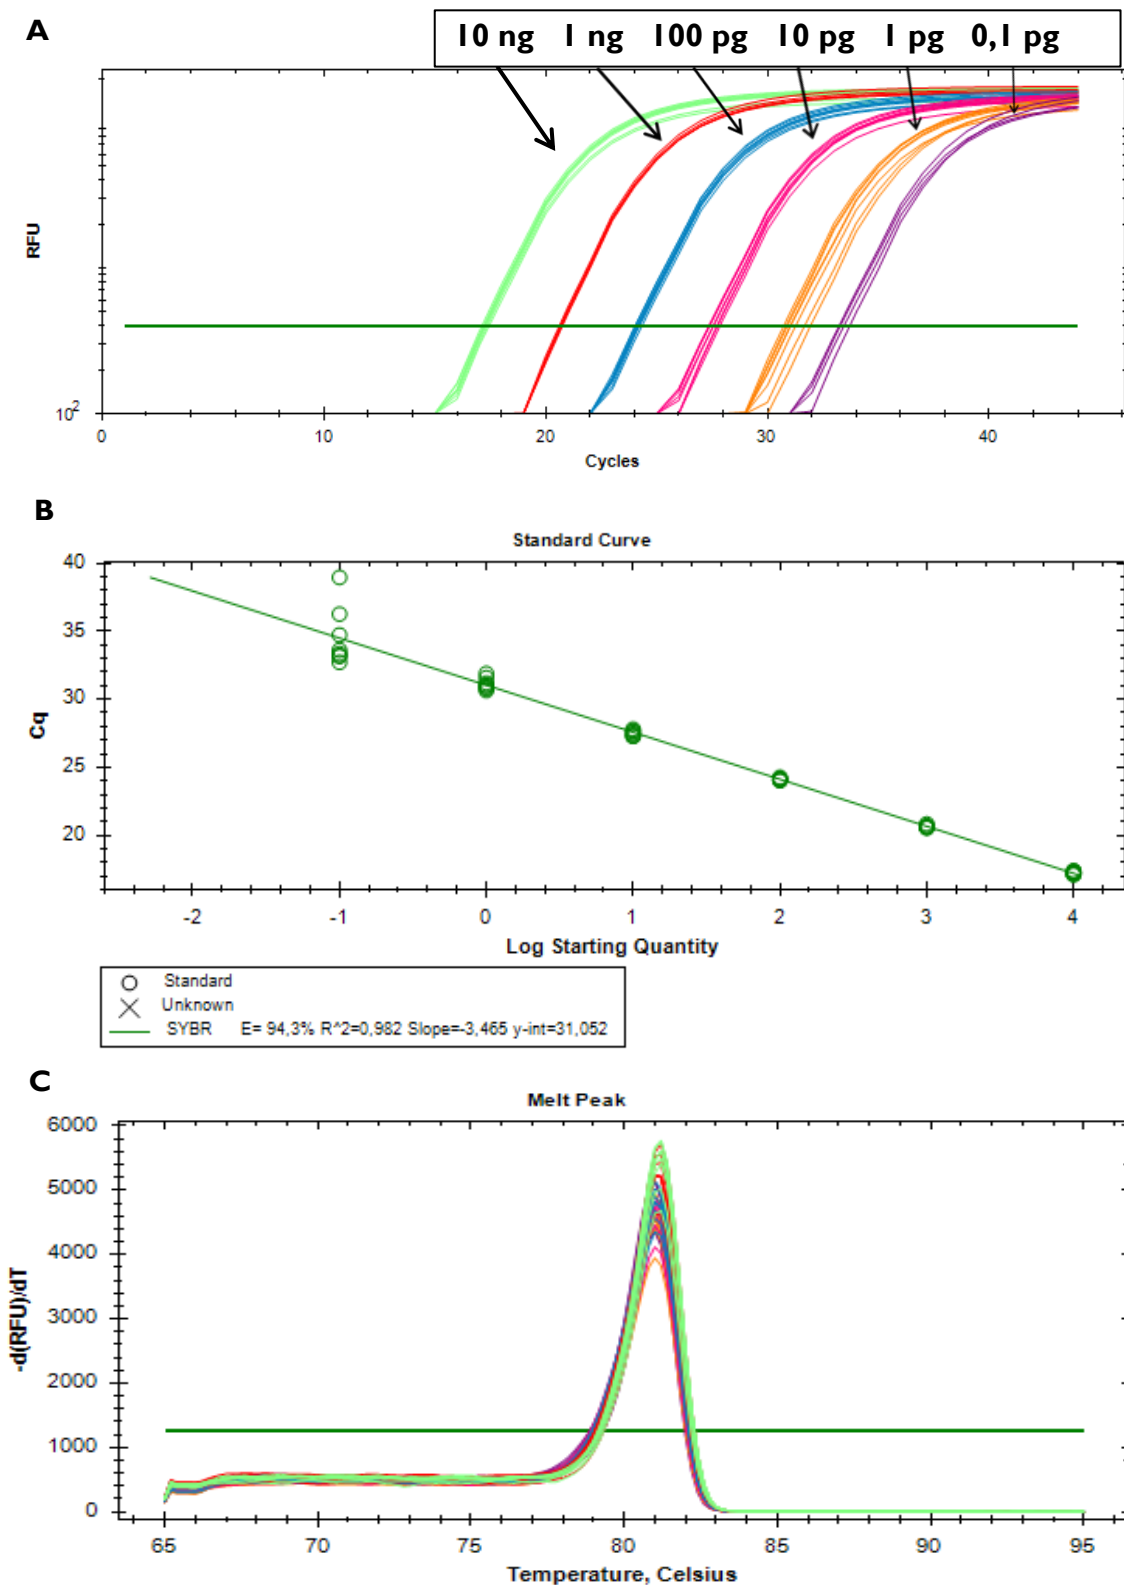 A
10 ng 1 ng 100 pg 10 pg 1 pg 0,1 pg
RFU
10²
0 10 20 30 40
Cycles
B
Standard Curve
40
35
30
25
20
Cq
-2 -1 0 1 2 3 4
Log Starting Quantity
Standard
Unknown
SYBR E= 94,3% R^2=0,982 Slope=-3,465 y-int=31,052
C
Melt Peak
6000
5000
4000
3000
2000
1000
0
-d(RFU)/dT
65 70 75 80 85 90 95
Temperature, Celsius